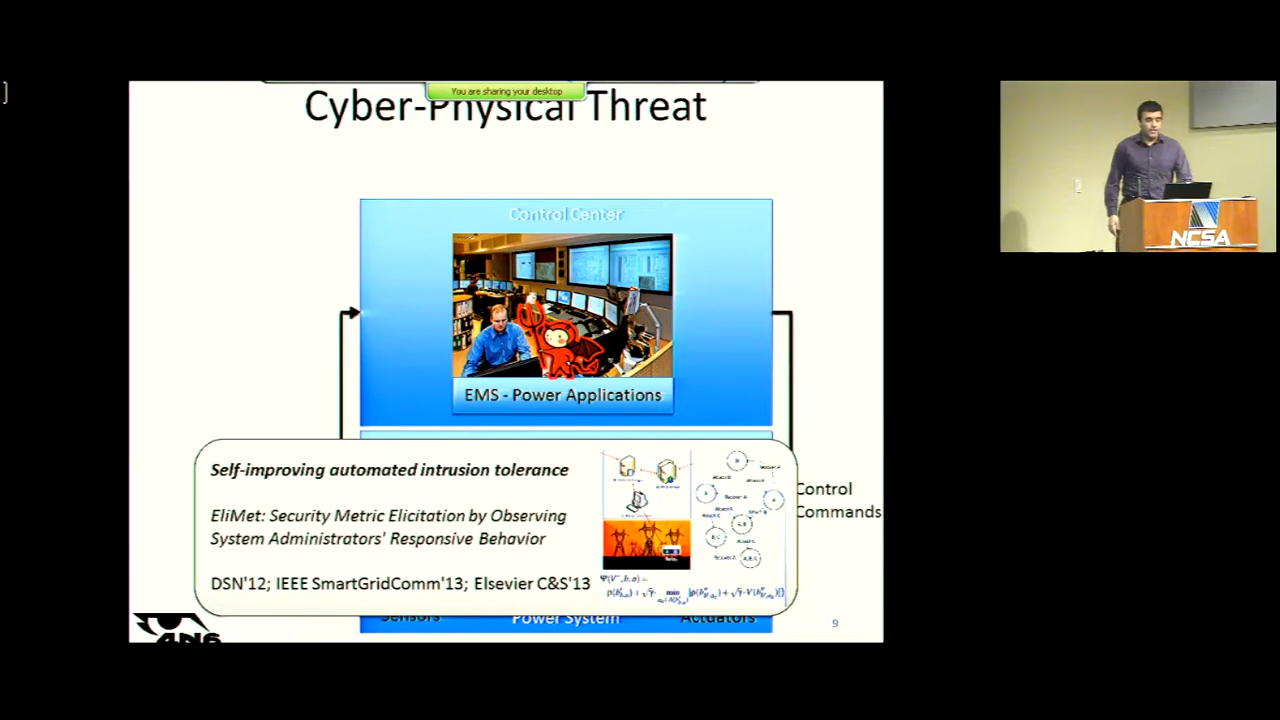 ]
You are sharing your desktop
Cyber-Physical Threat
Control Center
EMS - Power Applications
Self-improving automated intrusion tolerance
EliMet: Security Metric Elicitation by Observing
System Administrators' Responsive Behavior
DSN'12; IEEE SmartGridComm'13; Elsevier C&S'13
Control
Commands
Sensors
Power System
Actuators
9
NCSA